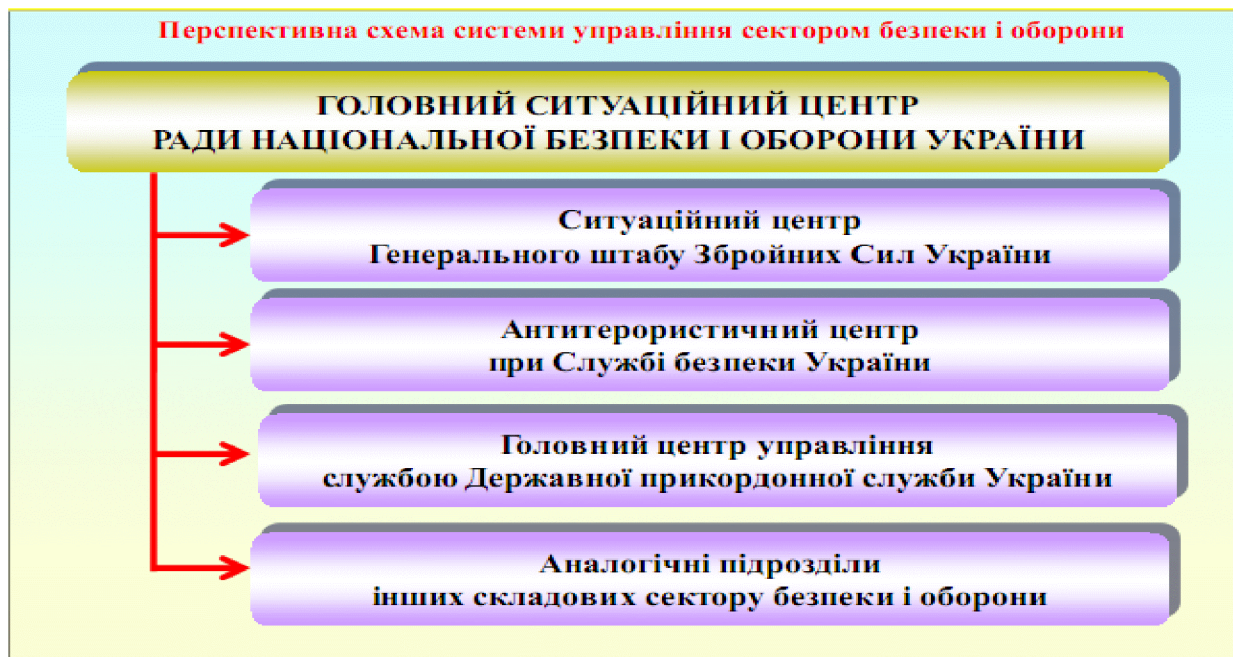 Перспективна схема системи управління сектором безпеки і оборони
ГОЛОВНИЙ СИТУАЦІЙНИЙ ЦЕНТР
РАДИ НАЦІОНАЛЬНОЇ БЕЗПЕКИ І ОБОРОНИ УКРАЇНИ
Ситуаційний центр
Генерального штабу Збройних Сил України
Антитерористичний центр
при Службі безпеки України
Головний центр управління
службою Державної прикордонної служби України
Аналогічні підрозділи
інших складових сектору безпеки і оборони